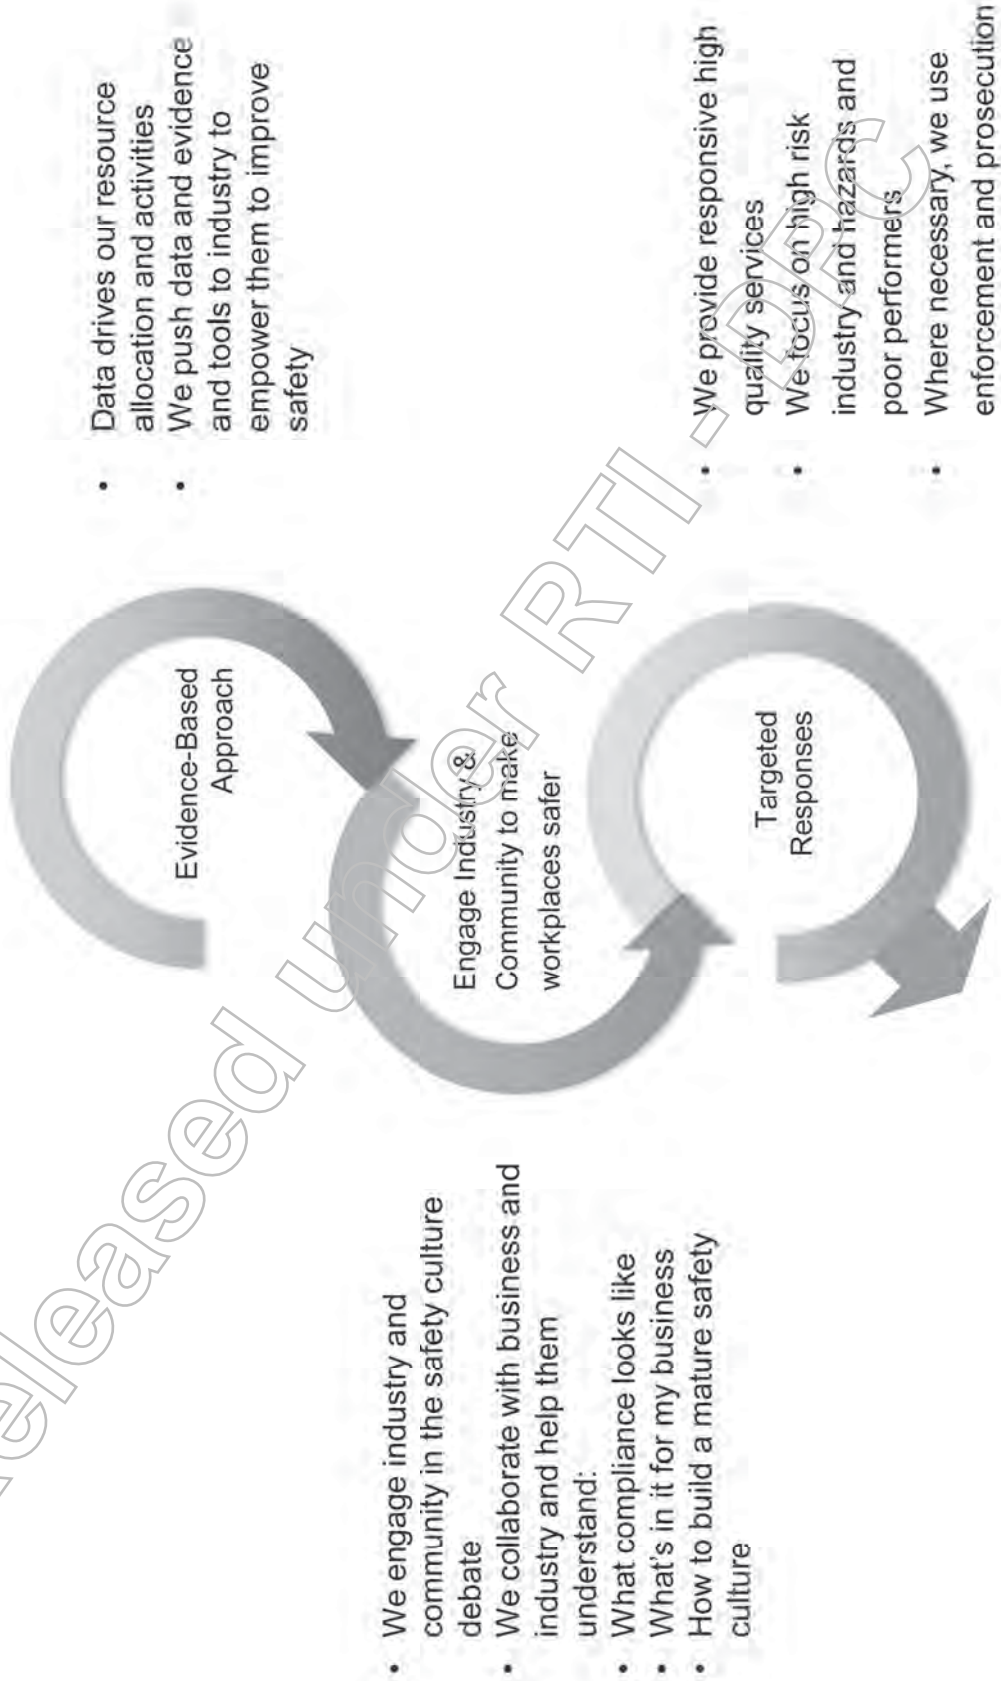 Evidence-Based
Approach
• Data drives our resource
allocation and activities
• We push data and evidence
and tools to industry to
empower them to improve
safety
• We engage industry and
community in the safety culture
debate
• We collaborate with business and
industry and help them
understand:
• What compliance looks like
• What's in it for my business
• How to build a mature safety
culture
Engage Industry &
Community to make
workplaces safer
Targeted
Responses
• We provide responsive high
quality services
• We focus on high risk
industry and hazards and
poor performers
• Where necessary, we use
enforcement and prosecution
Released under RTI - DPC